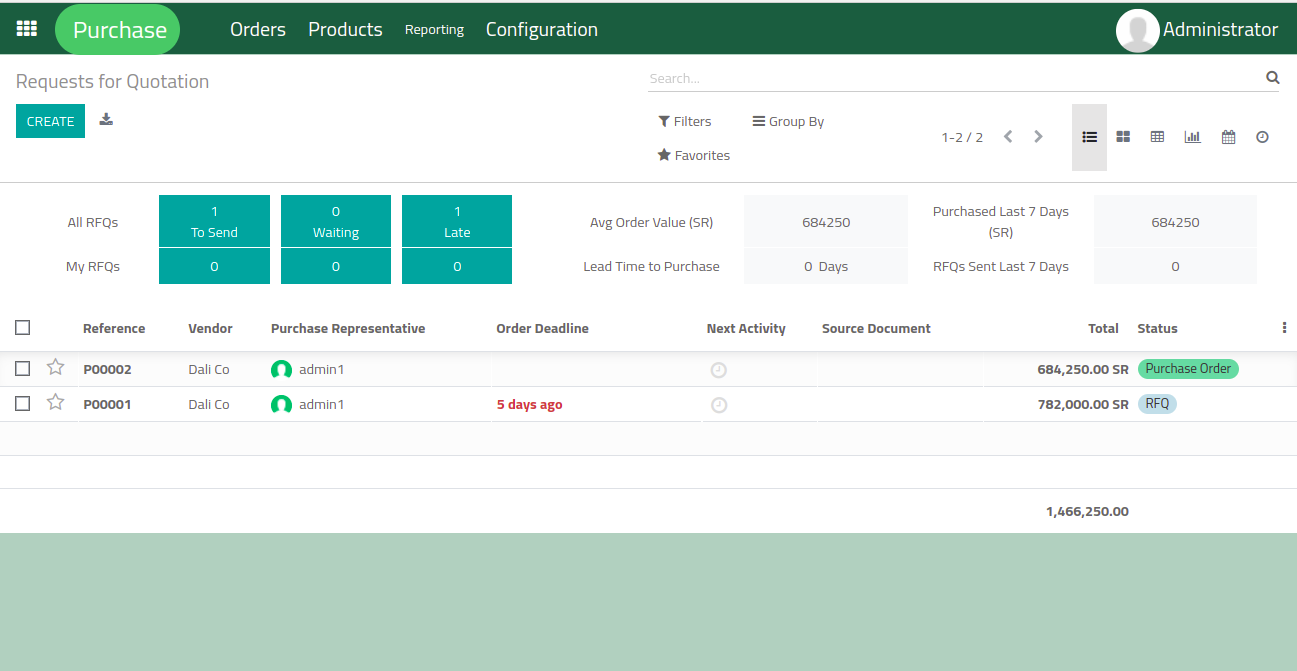 Purchase Orders Products Reporting Configuration Administrator
Requests for Quotation
Search...
CREATE
Filters Group By
Favorites
1-2 / 2
All RFQs
1
To Send
0
Waiting
1
Late
My RFQs 0 0 0
Avg Order Value (SR) 684250
Purchased Last 7 Days
(SR)
684250
Lead Time to Purchase 0 Days
RFQs Sent Last 7 Days 0
Reference Vendor Purchase Representative Order Deadline Next Activity Source Document Total Status
P00002 Dali Co admin1 684,250.00 SR Purchase Order
P00001 Dali Co admin1 5 days ago 782,000.00 SR RFQ
1,466,250.00